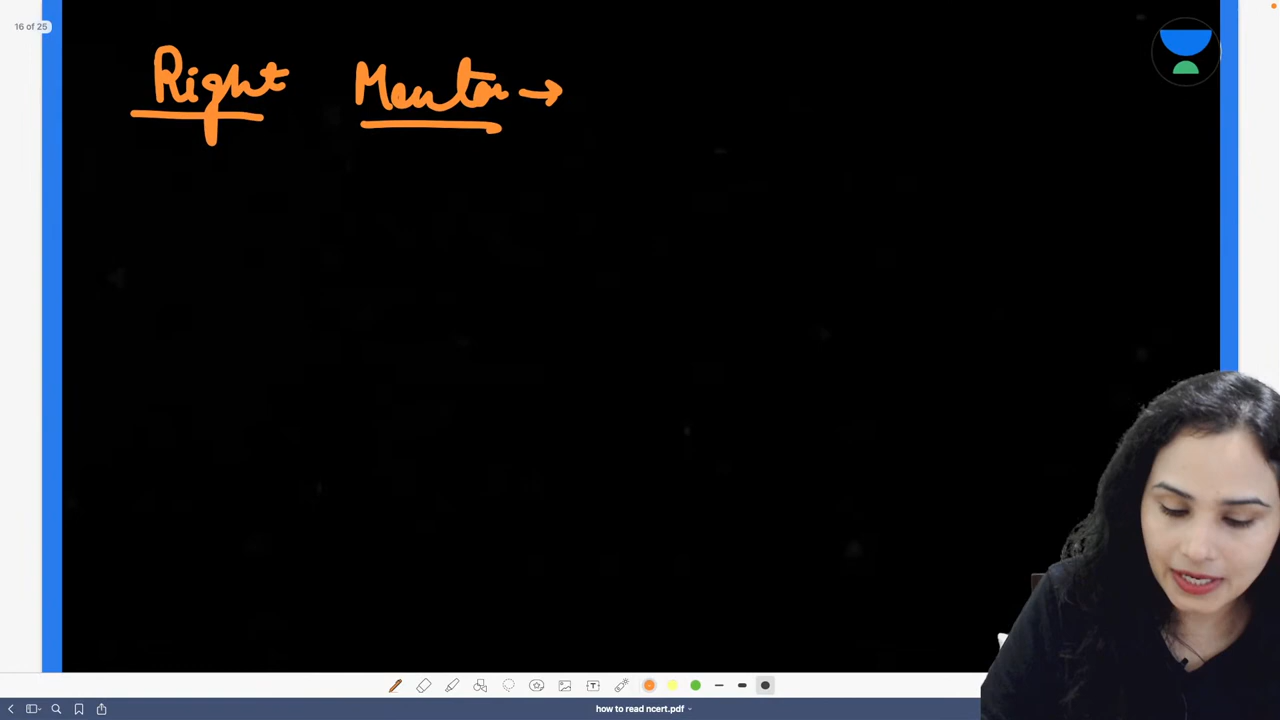 16 of 25
Right Mentor →
how to read ncert.pdf